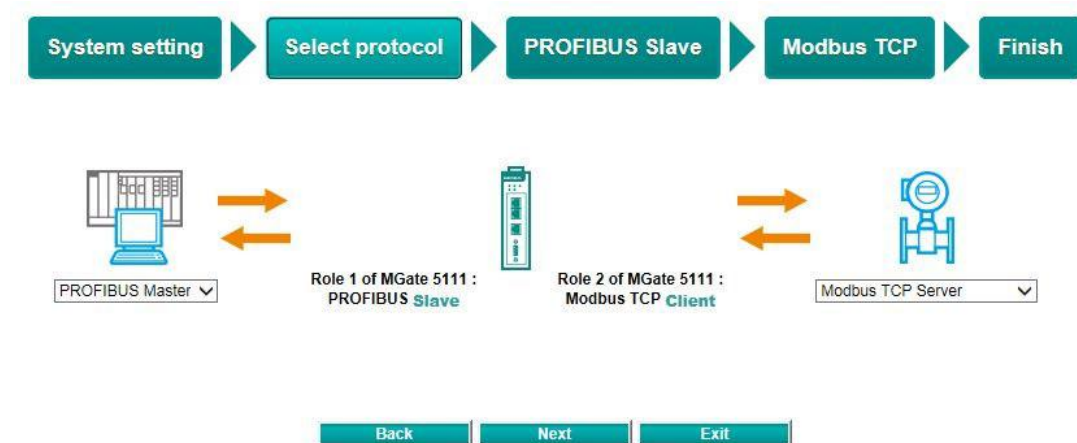 System setting
Select protocol
PROFIBUS Slave
Modbus TCP
Finish
Role 1 of MGate 5111 :
PROFIBUS Slave
Role 2 of MGate 5111 :
Modbus TCP Client
PROFIBUS Master
Modbus TCP Server
Back
Next
Exit